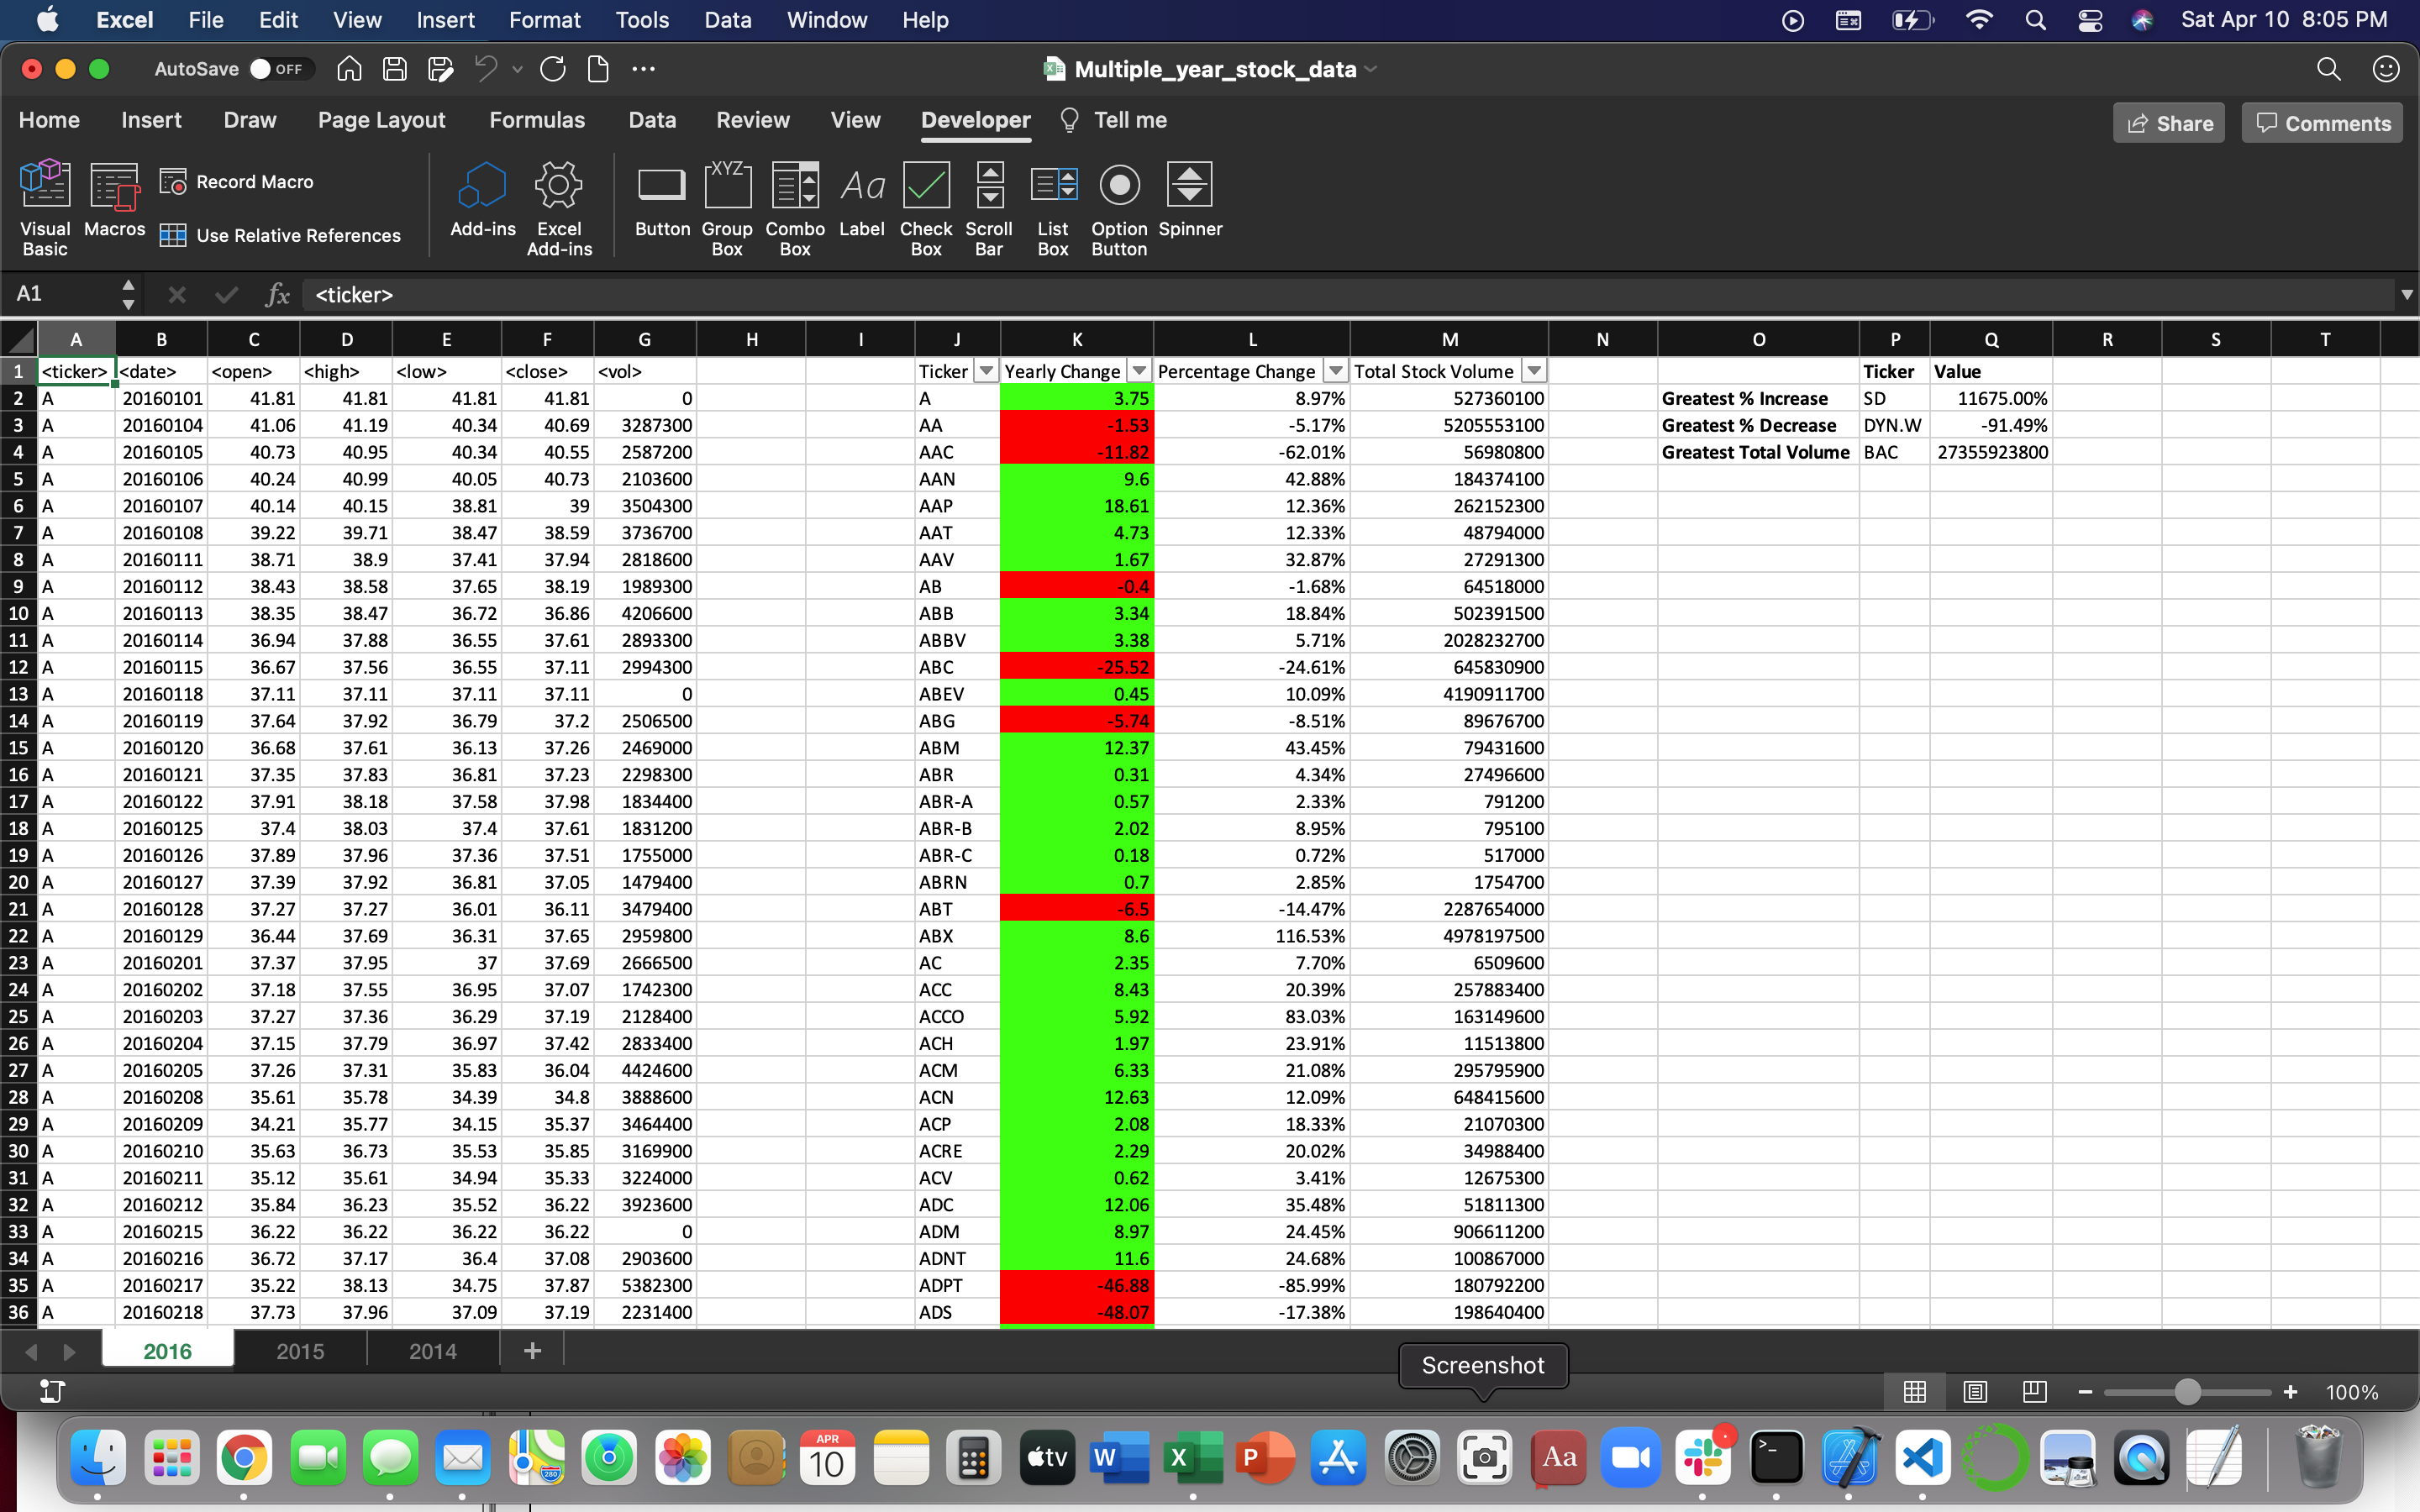 Excel File Edit View Insert Format Tools Data Window Help Sat Apr 10 8:05 PM
AutoSave OFF Multiple_year_stock_data
Home Insert Draw Page Layout Formulas Data Review View Developer Tell me Share Comments
Visual Basic Macros Record Macro Use Relative References Add-ins Excel Add-ins XYZ Button Group Box Combo Box Aa Label Check Box Scroll Bar List Box Option Button Spinner
A1 fx <ticker>
A B C D E F G H I J K L M N O P Q R S T
1 <ticker> <date> <open> <high> <low> <close> <vol> Ticker Yearly Change Percentage Change Total Stock Volume Ticker Value
2 A 20160101 41.81 41.81 41.81 41.81 0 A 3.75 8.97% 527360100 Greatest % Increase SD 11675.00%
3 A 20160104 41.06 41.19 40.34 40.69 3287300 AA -1.53 -5.17% 5205553100 Greatest % Decrease DYN.W -91.49%
4 A 20160105 40.73 40.95 40.34 40.55 2587200 AAC -11.82 -62.01% 56980800 Greatest Total Volume BAC 27355923800
5 A 20160106 40.24 40.99 40.05 40.73 2103600 AAN 9.6 42.88% 184374100
6 A 20160107 40.14 40.15 38.81 39 3504300 AAP 18.61 12.36% 262152300
7 A 20160108 39.22 39.71 38.47 38.59 3736700 AAT 4.73 12.33% 48794000
8 A 20160111 38.71 38.9 37.41 37.94 2818600 AAV 1.67 32.87% 27291300
9 A 20160112 38.43 38.58 37.65 38.19 1989300 AB -0.4 -1.68% 64518000
10 A 20160113 38.35 38.47 36.72 36.86 4206600 ABB 3.34 18.84% 502391500
11 A 20160114 36.94 37.88 36.55 37.61 2893300 ABBV 3.38 5.71% 2028232700
12 A 20160115 36.67 37.56 36.55 37.11 2994300 ABC -25.52 -24.61% 645830900
13 A 20160118 37.11 37.11 37.11 37.11 0 ABEV 0.45 10.09% 4190911700
14 A 20160119 37.64 37.92 36.79 37.2 2506500 ABG -5.74 -8.51% 89676700
15 A 20160120 36.68 37.61 36.13 37.26 2469000 ABM 12.37 43.45% 79431600
16 A 20160121 37.35 37.83 36.81 37.23 2298300 ABR 0.31 4.34% 27496600
17 A 20160122 37.91 38.18 37.58 37.98 1834400 ABR-A 0.57 2.33% 791200
18 A 20160125 37.4 38.03 37.4 37.61 1831200 ABR-B 2.02 8.95% 795100
19 A 20160126 37.89 37.96 37.36 37.51 1755000 ABR-C 0.18 0.72% 517000
20 A 20160127 37.39 37.92 36.81 37.05 1479400 ABRN 0.7 2.85% 1754700
21 A 20160128 37.27 37.27 36.01 36.11 3479400 ABT -6.5 -14.47% 2287654000
22 A 20160129 36.44 37.69 36.31 37.65 2959800 ABX 8.6 116.53% 4978197500
23 A 20160201 37.37 37.95 37 37.69 2666500 AC 2.35 7.70% 6509600
24 A 20160202 37.18 37.55 36.95 37.07 1742300 ACC 8.43 20.39% 257883400
25 A 20160203 37.27 37.36 36.29 37.19 2128400 ACCO 5.92 83.03% 163149600
26 A 20160204 37.15 37.79 36.97 37.42 2833400 ACH 1.97 23.91% 11513800
27 A 20160205 37.26 37.31 35.83 36.04 4424600 ACM 6.33 21.08% 295795900
28 A 20160208 35.61 35.78 34.39 34.8 3888600 ACN 12.63 12.09% 648415600
29 A 20160209 34.21 35.77 34.15 35.37 3464400 ACP 2.08 18.33% 21070300
30 A 20160210 35.63 36.73 35.53 35.85 3169900 ACRE 2.29 20.02% 34988400
31 A 20160211 35.12 35.61 34.94 35.33 3224000 ACV 0.62 3.41% 12675300
32 A 20160212 35.84 36.23 35.52 36.22 3923600 ADC 12.06 35.48% 51811300
33 A 20160215 36.22 36.22 36.22 36.22 0 ADM 8.97 24.45% 906611200
34 A 20160216 36.72 37.17 36.4 37.08 2903600 ADNT 11.6 24.68% 100867000
35 A 20160217 35.22 38.13 34.75 37.87 5382300 ADPT -46.88 -85.99% 180792200
36 A 20160218 37.73 37.96 37.09 37.19 2231400 ADS -48.07 -17.38% 198640400
2016 2015 2014 +
Screenshot
100%
280 APR 10 tv W X P Aa >_